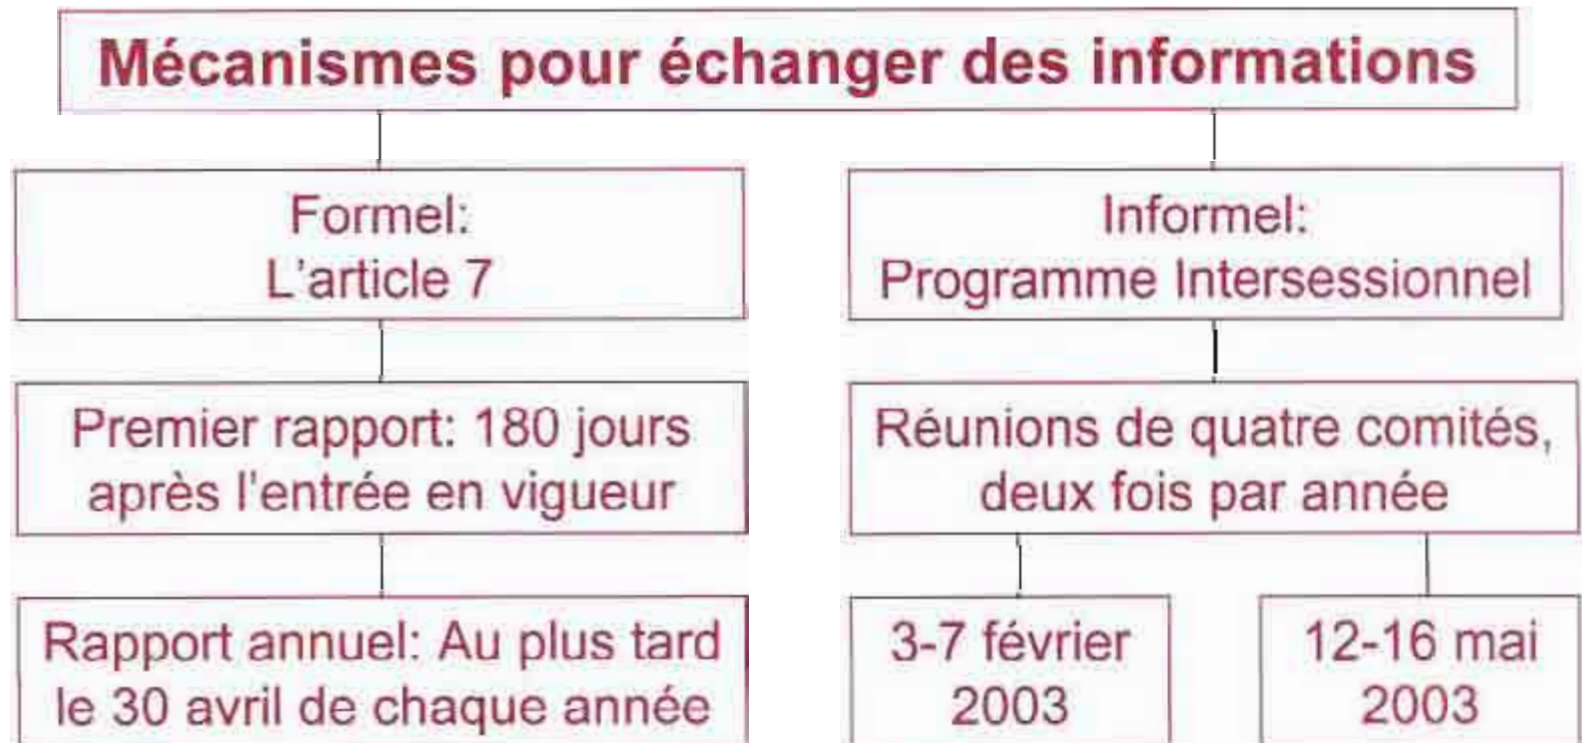 Mécanismes pour échanger des informations
Formel:
L'article 7
Premier rapport: 180 jours
après l'entrée en vigueur
Rapport annuel: Au plus tard
le 30 avril de chaque année
Informel:
Programme Intersessionnel
Réunions de quatre comités,
deux fois par année
3-7 février
2003
12-16 mai
2003